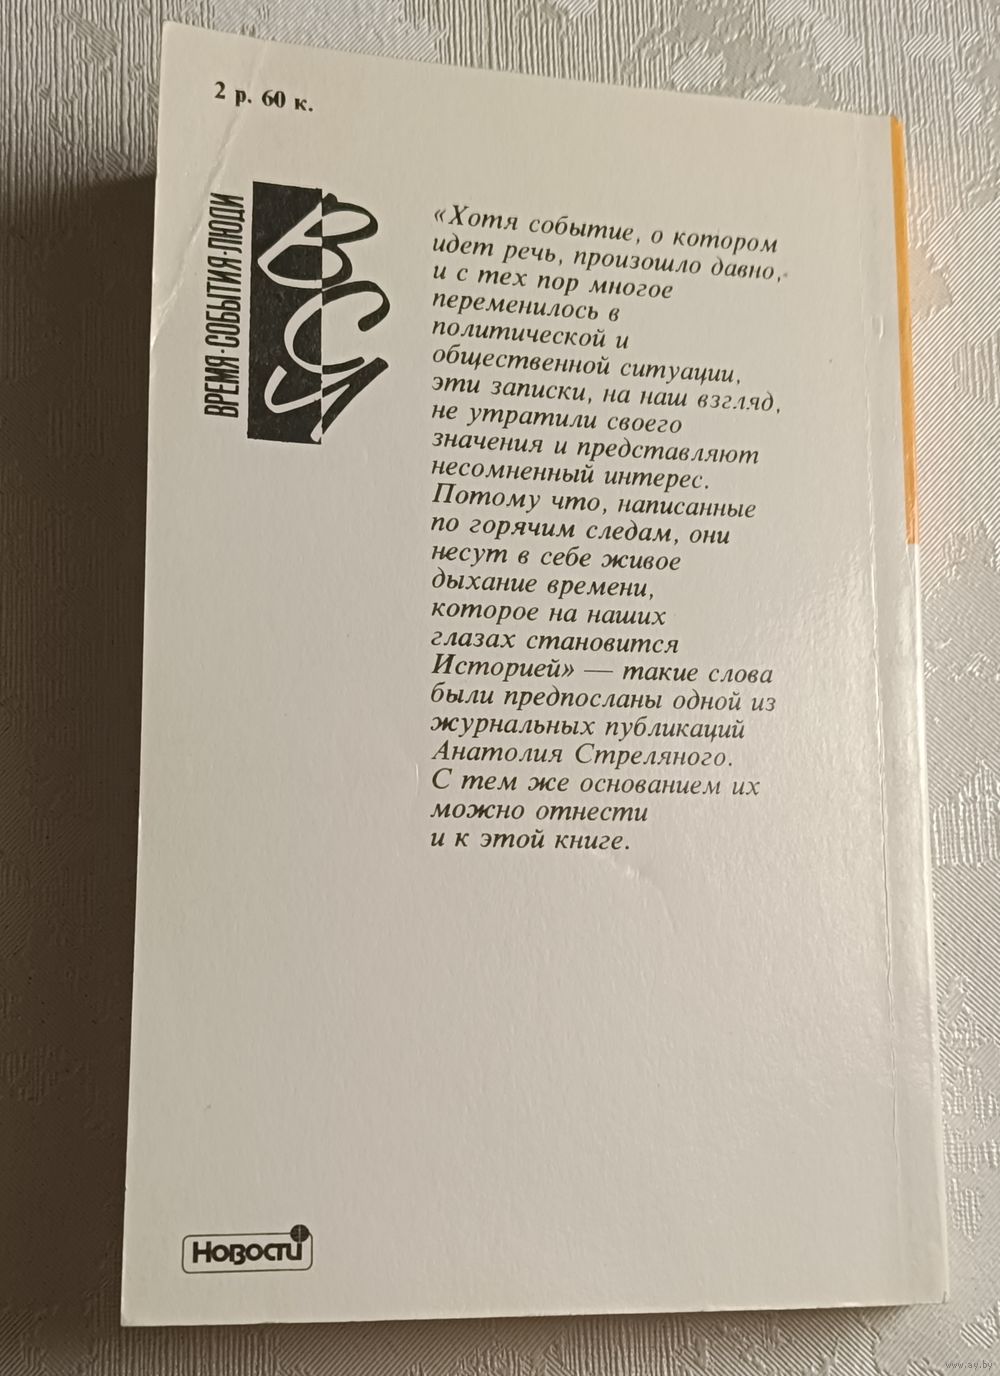 2 р. 60 к.
ВРЕМЯ·СОБЫТИЯ·ЛЮДИ
ВСЛ
«Хотя событие, о котором
идет речь, произошло давно,
и с тех пор многое
переменилось в
политической и
общественной ситуации,
эти записки, на наш взгляд,
не утратили своего
значения и представляют
несомненный интерес.
Потому что, написанные
по горячим следам, они
несут в себе живое
дыхание времени,
которое на наших
глазах становится
Историей» — такие слова
были предпосланы одной из
журнальных публикаций
Анатолия Стреляного.
С тем же основанием их
можно отнести
и к этой книге.
Новости
www.ay.by